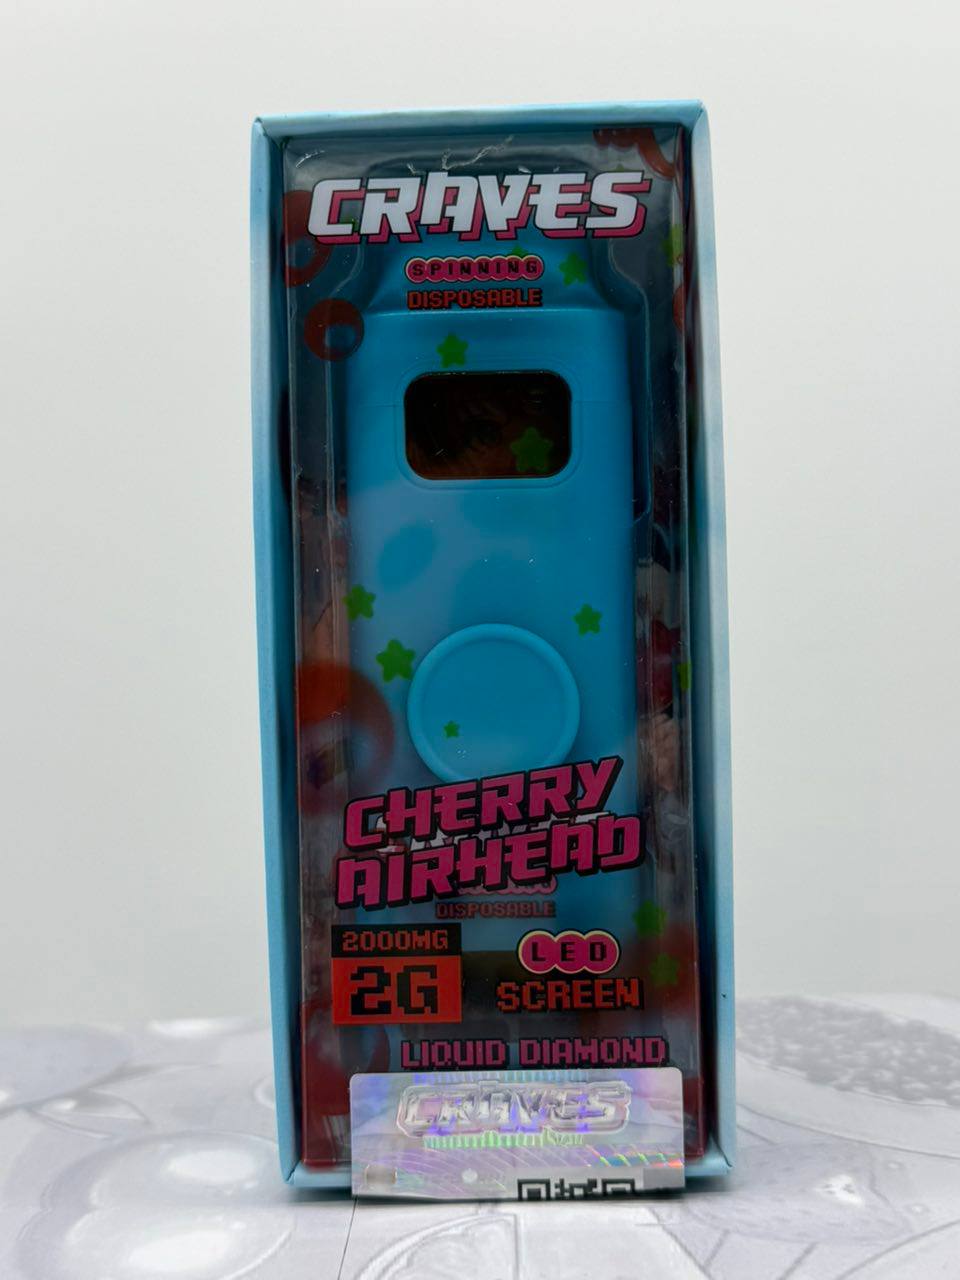 CRAVES
SPINNING
DISPOSABLE
CHERRY
AIRHEAD
DISPOSABLE
2000MG
2G
LED
SCREEN
LIQUID DIAMOND
CRAVES